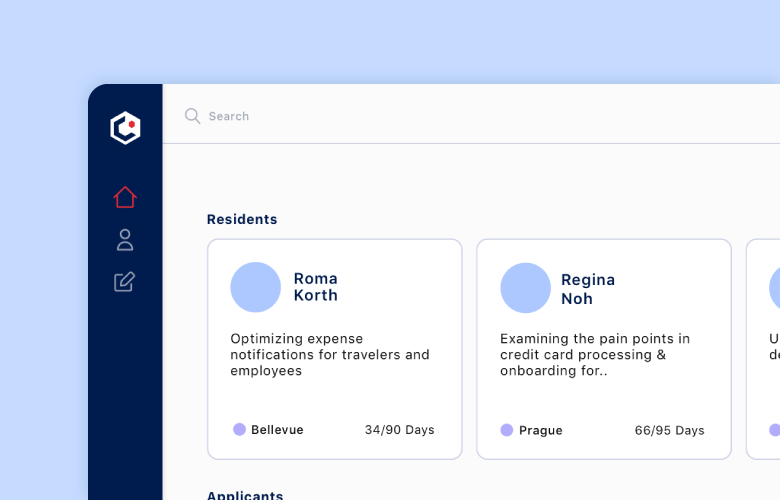 Search
Residents
Roma
Korth
Optimizing expense
notifications for travelers and
employees
Bellevue 34/90 Days
Regina
Noh
Examining the pain points in
credit card processing &
onboarding for..
Prague 66/95 Days
Applicants